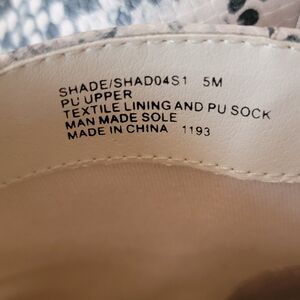 SHADE/SHAD04S1 5M
PU UPPER
TEXTILE LINING AND PU SOCK
MAN MADE SOLE
MADE IN CHINA 1193